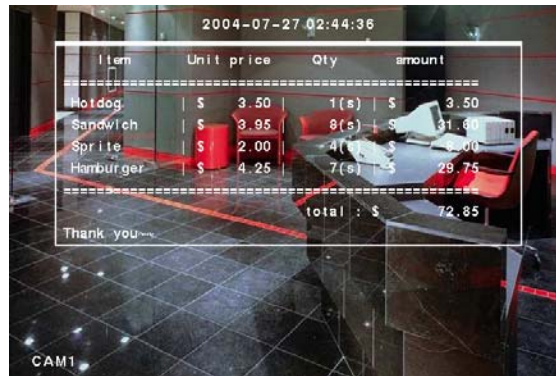 2004-07-27 02:44:36
Item Unit price Qty amount
==================================================
Hotdog | $ 3.50 | 1(s) | $ 3.50
Sandwich | $ 3.95 | 8(s) | $ 31.60
Sprite | $ 2.00 | 4(s) | $ 8.00
Hamburger | $ 4.25 | 7(s) | $ 29.75
==================================================
total : $ 72.85
Thank you
CAM1